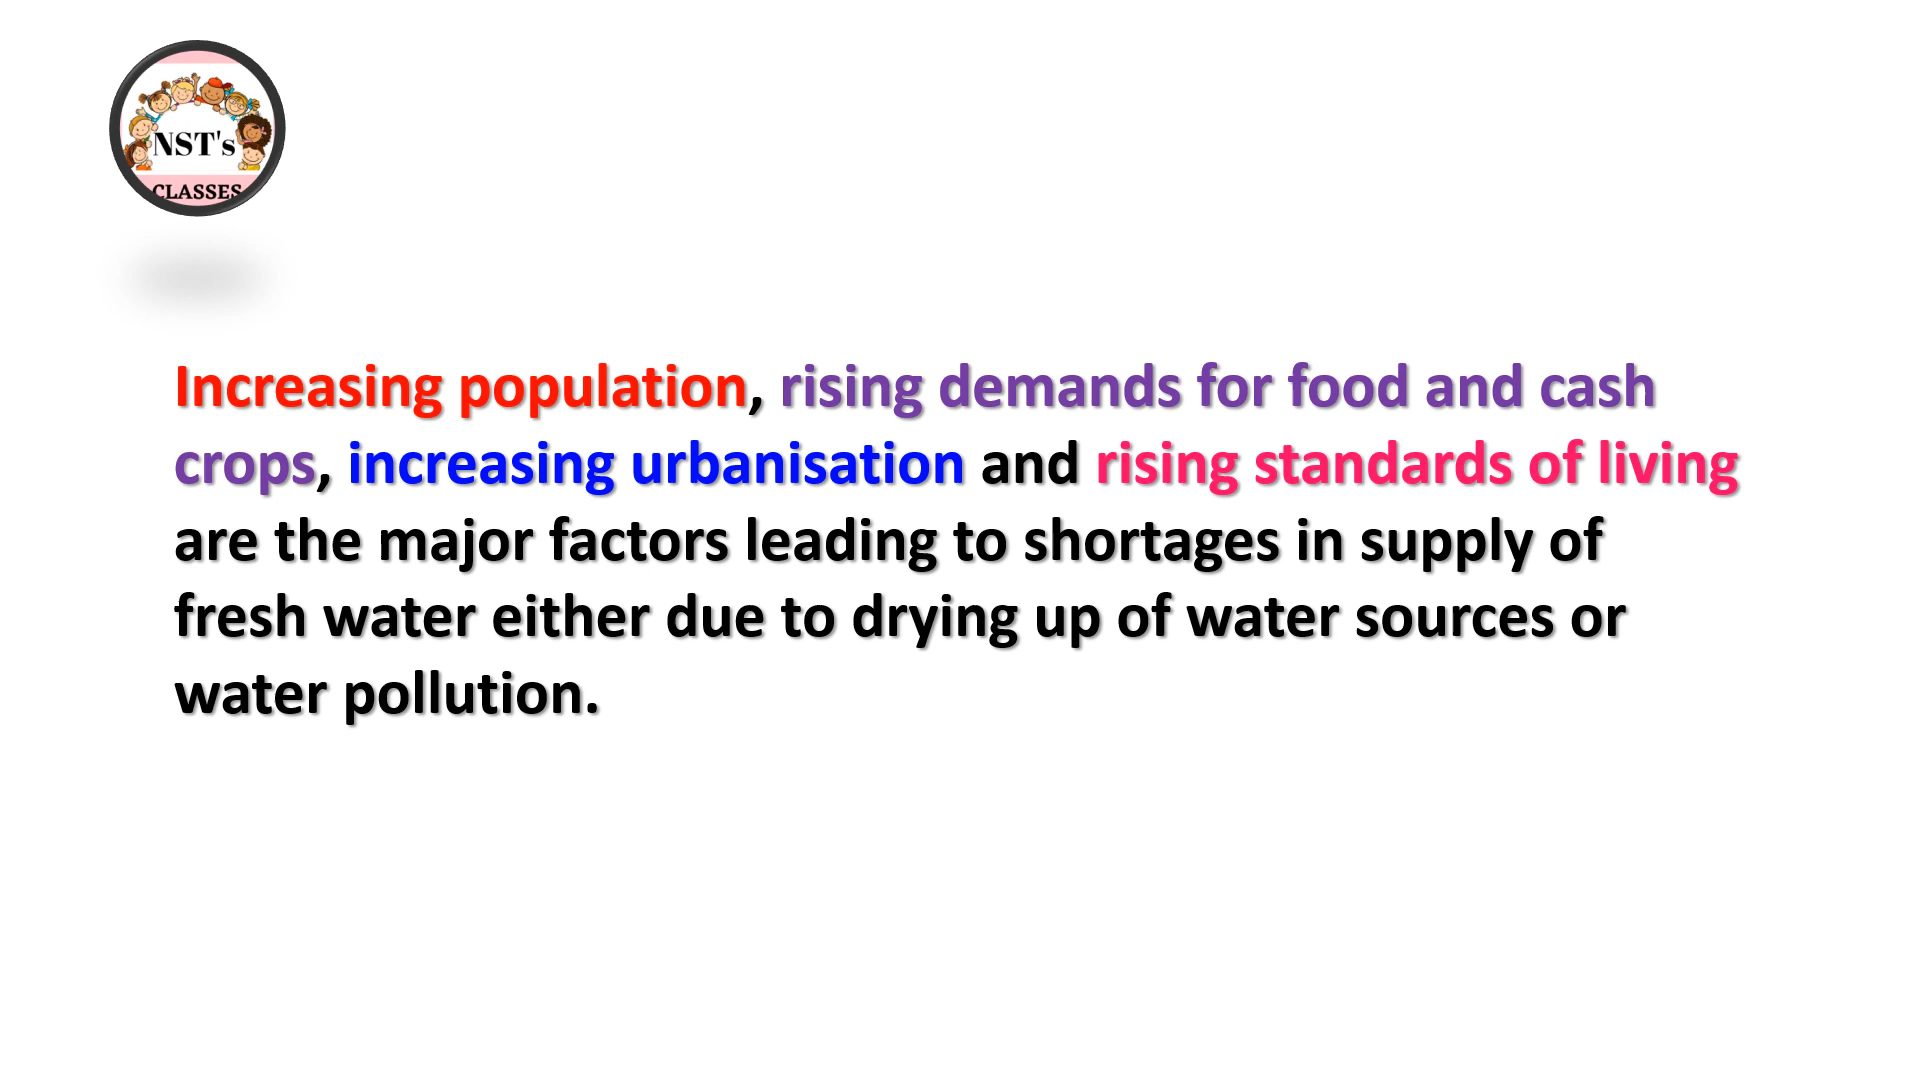 NST's
CLASSES
Increasing population, rising demands for food and cash
crops, increasing urbanisation and rising standards of living
are the major factors leading to shortages in supply of
fresh water either due to drying up of water sources or
water pollution.